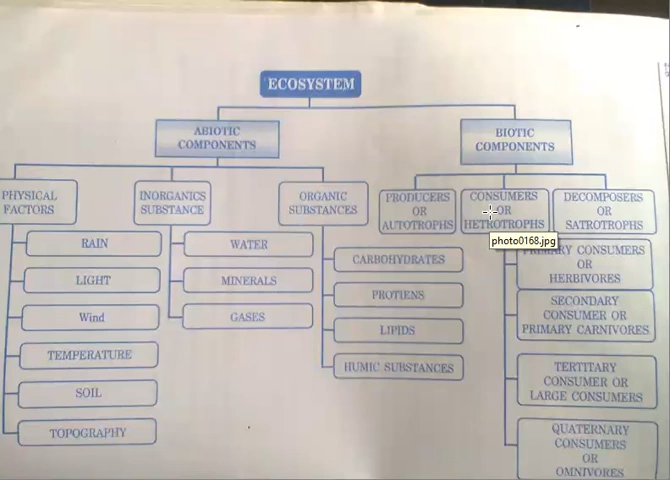 ECOSYSTEM
ABIOTIC
COMPONENTS
BIOTIC
COMPONENTS
PHYSICAL
FACTORS
INORGANICS
SUBSTANCE
ORGANIC
SUBSTANCES
PRODUCERS
OR
AUTOTROPHS
CONSUMERS
OR
HETROTROPHS
DECOMPOSERS
OR
SATROTROPHS
RAIN
LIGHT
Wind
TEMPERATURE
SOIL
TOPOGRAPHY
WATER
MINERALS
GASES
CARBOHYDRATES
PROTIENS
LIPIDS
HUMIC SUBSTANCES
photo0168.jpg
PRIMARY CONSUMERS
OR
HERBIVORES
SECONDARY
CONSUMER OR
PRIMARY CARNIVORES
TERTITARY
CONSUMER OR
LARGE CONSUMERS
QUATERNARY
CONSUMERS
OR
OMNIVORES